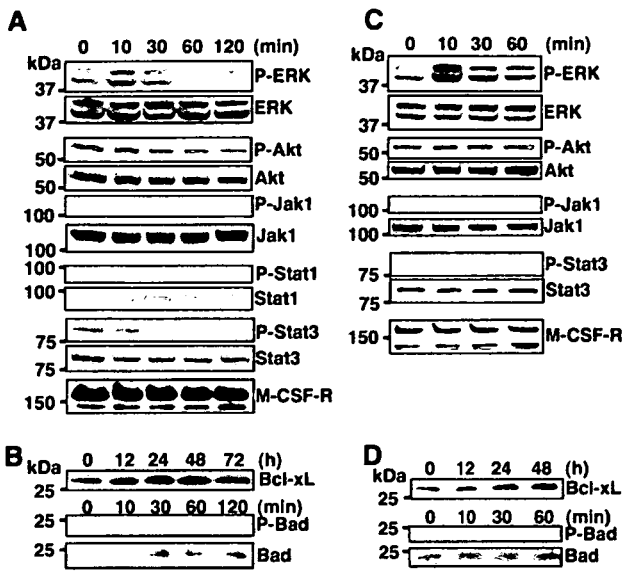 A
0 10 30 60 120 (min)
kDa
P-ERK
37
ERK
37
P-Akt
50
Akt
50
P-Jak1
100
Jak1
100
100
P-Stat1
100
Stat1
P-Stat3
75
Stat3
75
M-CSF-R
150
B
0 12 24 48 72 (h)
kDa
Bcl-xL
25
0 10 30 60 120 (min)
25
P-Bad
25
Bad
C
0 10 30 60 (min)
kDa
P-ERK
37
ERK
37
P-Akt
50
Akt
50
P-Jak1
100
Jak1
100
P-Stat3
75
Stat3
75
M-CSF-R
150
D
0 12 24 48 (h)
kDa
Bcl-xL
25
0 10 30 60 (min)
25
P-Bad
25
Bad